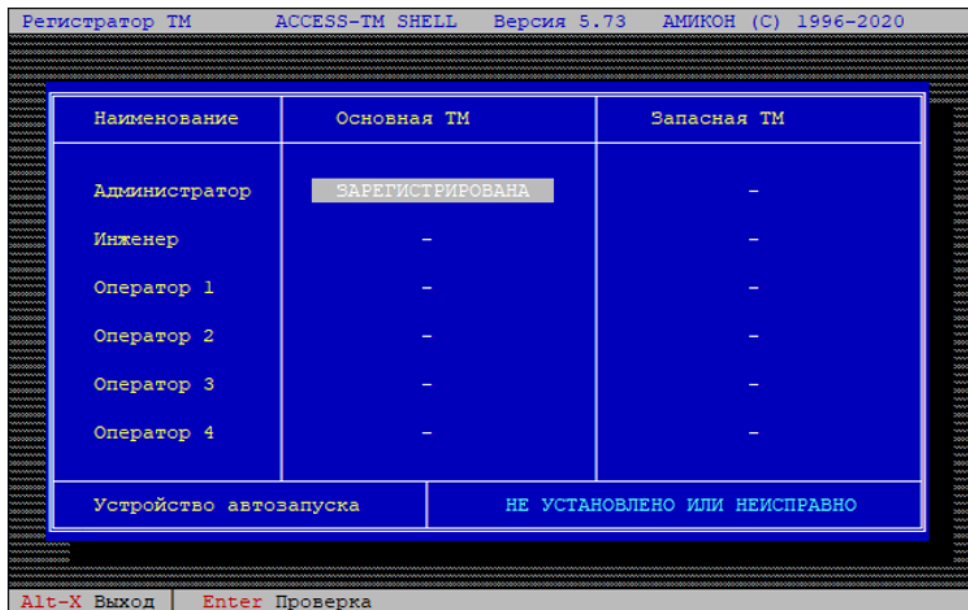 Регистратор ТМ ACCESS-TM SHELL Версия 5.73 АМИКОН (C) 1996-2020
Наименование Основная ТМ Запасная ТМ
Администратор ЗАРЕГИСТРИРОВАНА -
Инженер - -
Оператор 1 - -
Оператор 2 - -
Оператор 3 - -
Оператор 4 - -
Устройство автозапуска НЕ УСТАНОВЛЕНО ИЛИ НЕИСПРАВНО
Alt-X Выход Enter Проверка